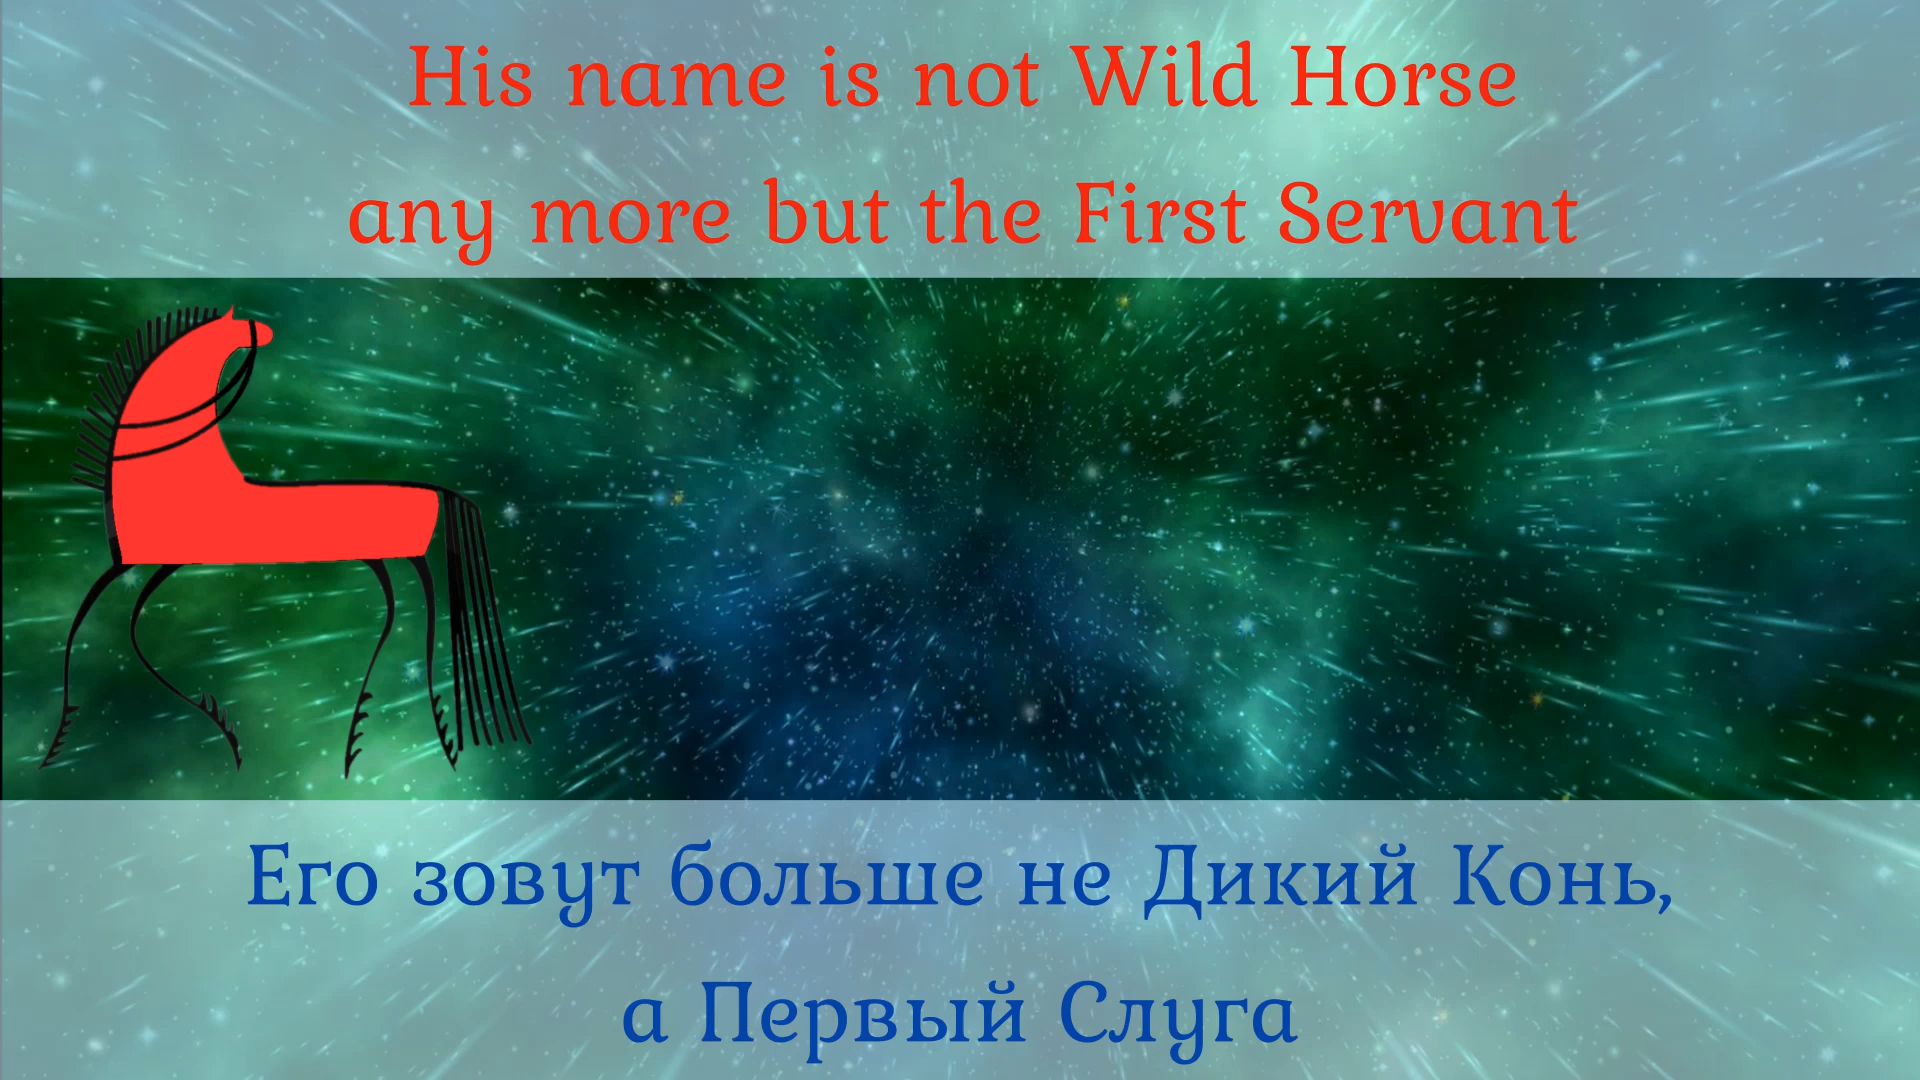 His name is not Wild Horse
any more but the First Servant
Его зовут больше не Дикий Конь,
а Первый Слуга